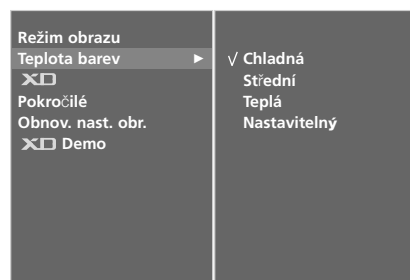 Režim obrazu
Teplota barev ►
XD
Pokročilé
Obnov. nast. obr.
XD Demo
√ Chladná
Střední
Teplá
Nastavitelný